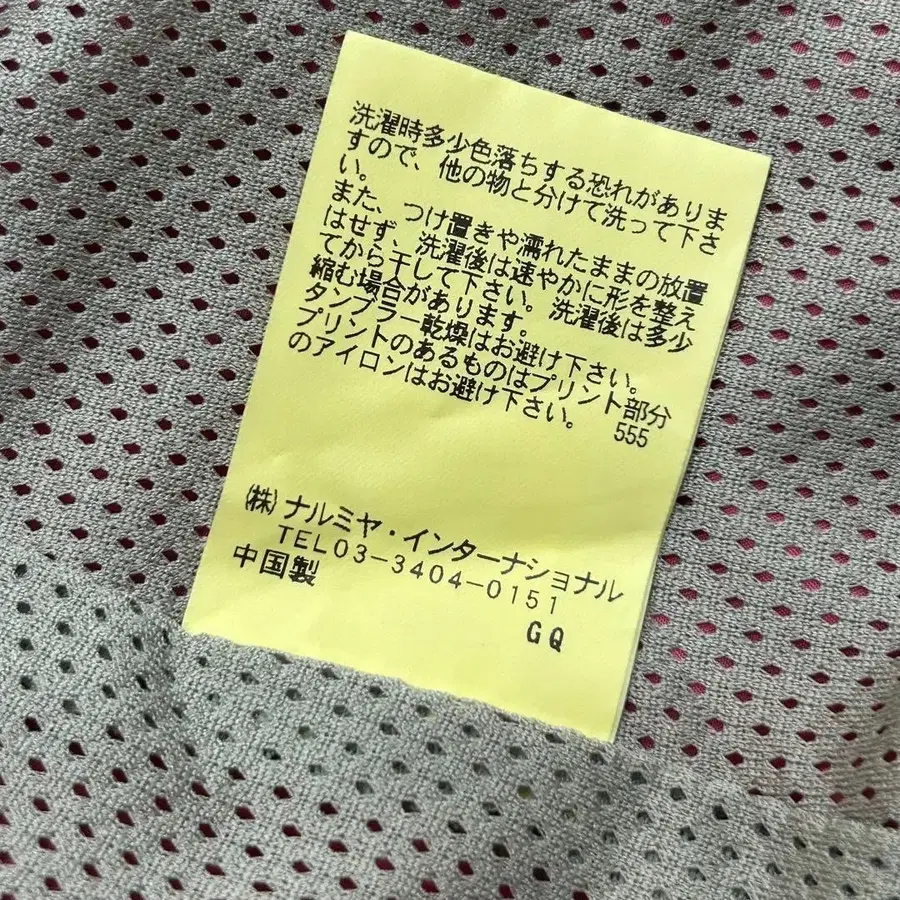 洗濯時多少色落ちする恐れがありま
すので、他の物と分けて洗って下さ
い。
また、つけ置きや濡れたままの放置
はせず、洗濯後は速やかに形を整え
てから干して下さい。洗濯後は多少
縮む場合があります。
タンブラー乾燥はお避け下さい。
プリントのあるものはプリント部分
のアイロンはお避け下さい。 555
(株)ナルミヤ・インターナショナル
TEL03-3404-0151
中国製
GQ